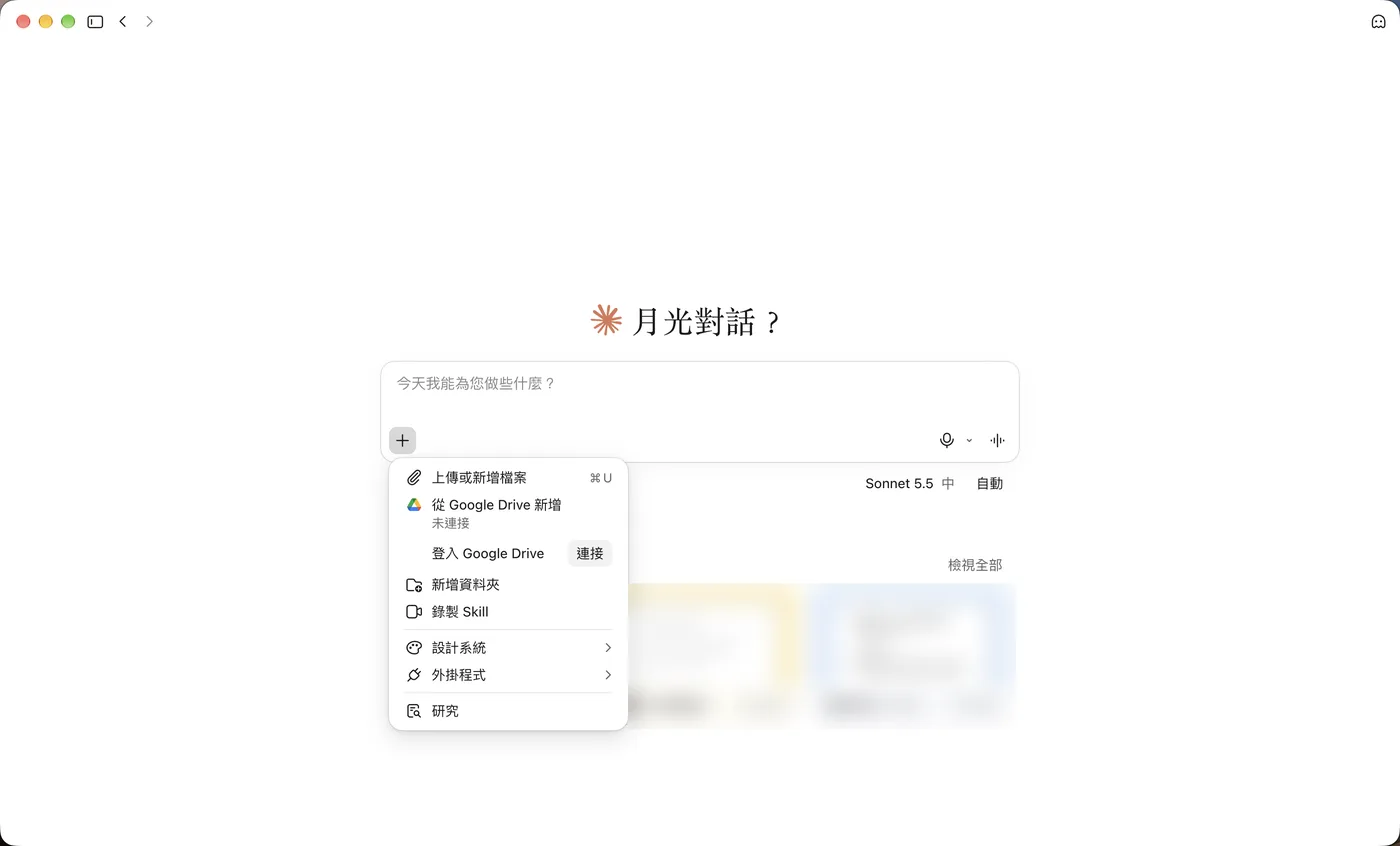 月光對話？
今天我能為您做些什麼？
上傳或新增檔案 ⌘U
從 Google Drive 新增
未連接
登入 Google Drive 連接
新增資料夾
錄製 Skill
設計系統
外掛程式
研究
Sonnet 5.5 中 自動
檢視全部